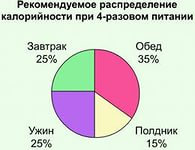 Рекомендуемое распределение
калорийности при 4-разовом питании
Завтрак
25%
Обед
35%
Ужин
25%
Полдник
15%